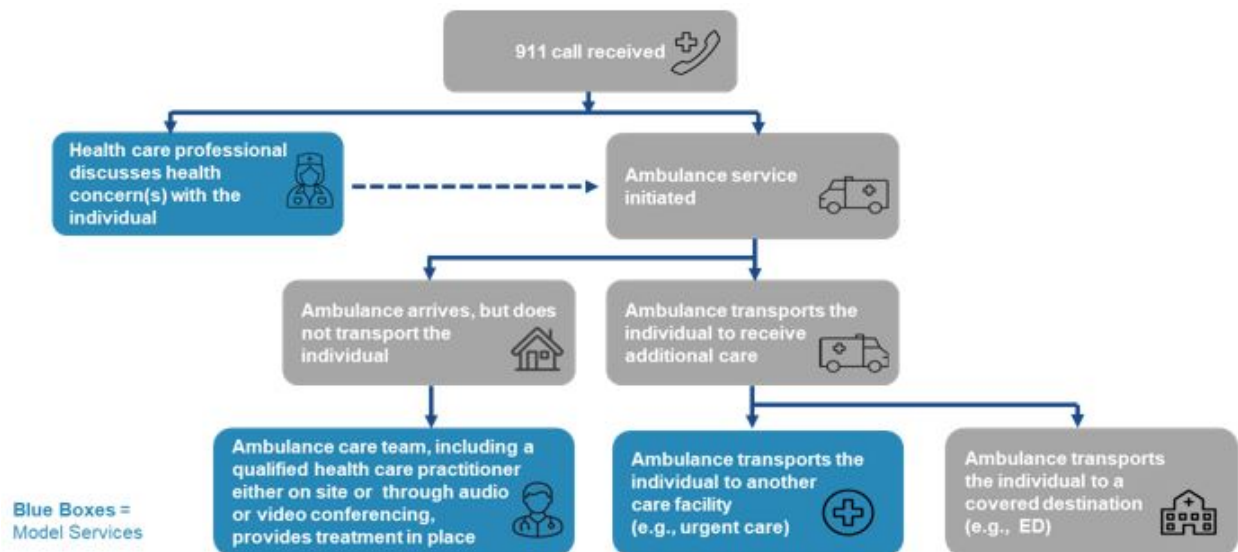 911 call received
Health care professional
discusses health
concern(s) with the
individual
Ambulance service
initiated
Ambulance arrives, but does
not transport the
individual
Ambulance transports the
individual to receive
additional care
Ambulance care team, including a
qualified health care practitioner
either on site or through audio
or video conferencing,
provides treatment in place
Ambulance transports the
individual to another
care facility
(e.g., urgent care)
Ambulance transports
the individual to a
covered destination
(e.g., ED)
Blue Boxes =
Model Services